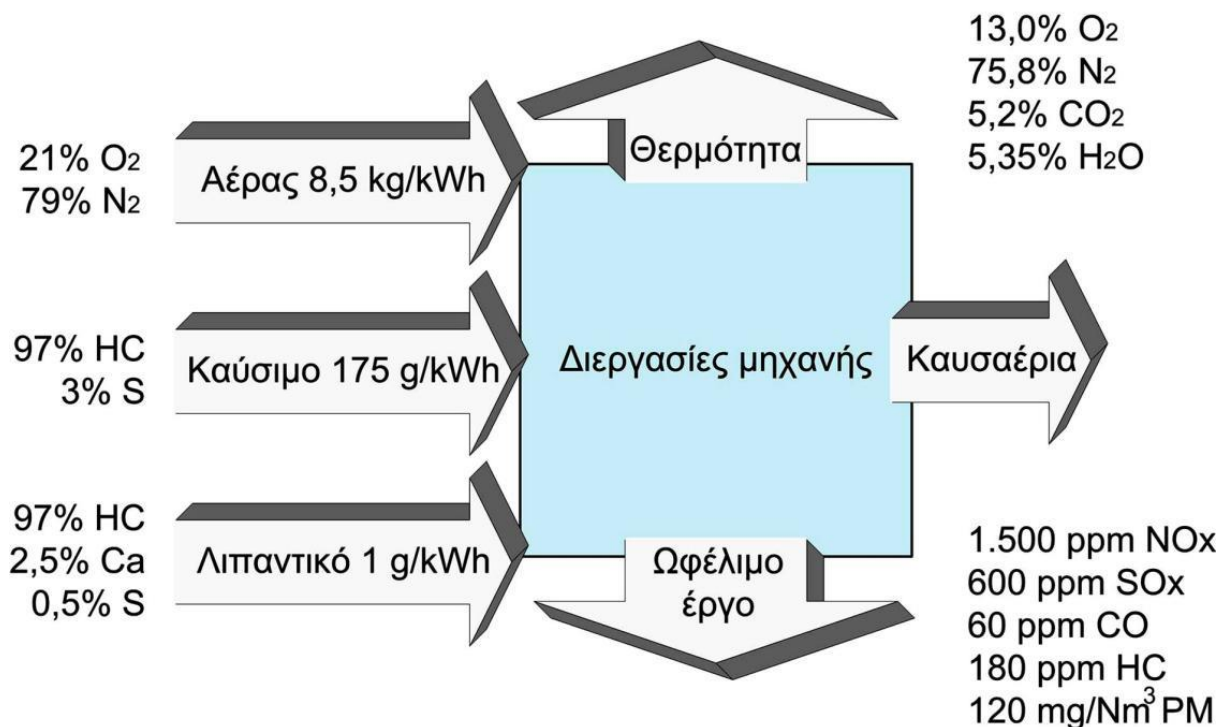 21% O2
79% N2
Αέρας 8,5 kg/kWh
97% HC
3% S
Καύσιμο 175 g/kWh
97% HC
2,5% Ca
0,5% S
Λιπαντικό 1 g/kWh
Θερμότητα
Διεργασίες μηχανής
Ωφέλιμο
έργο
13,0% O2
75,8% N2
5,2% CO2
5,35% H2O
Καυσαέρια
1.500 ppm NOx
600 ppm SOx
60 ppm CO
180 ppm HC
120 mg/Nm3 PM